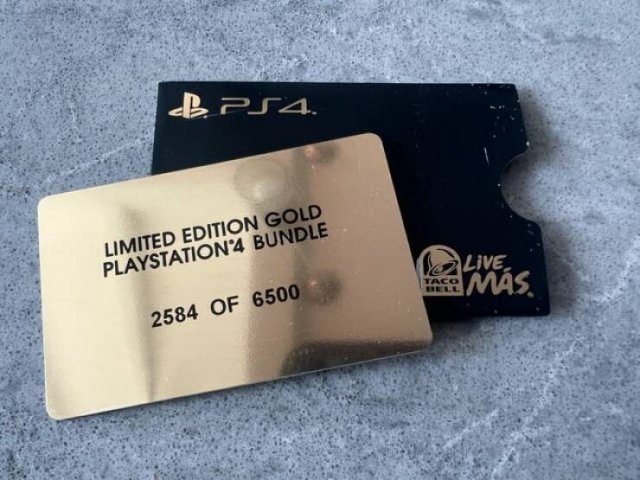 PS4.
LIMITED EDITION GOLD
PLAYSTATION®4 BUNDLE
2584 OF 6500
TACO
BELL
LIVE
MÁS.